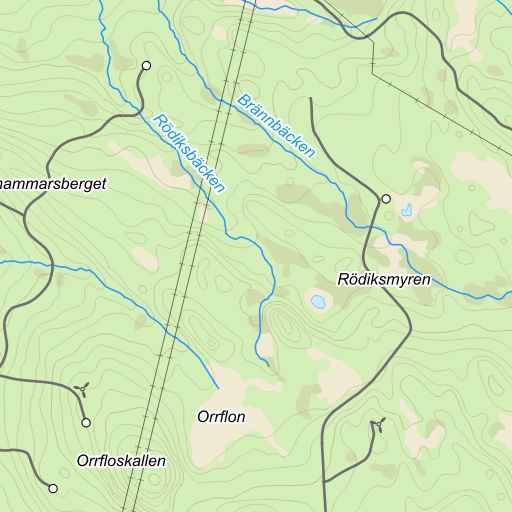 Brännbäcken
Rödiksbäcken
hammarsberget
Rödiksmyren
Orrflon
Orrfloskallen